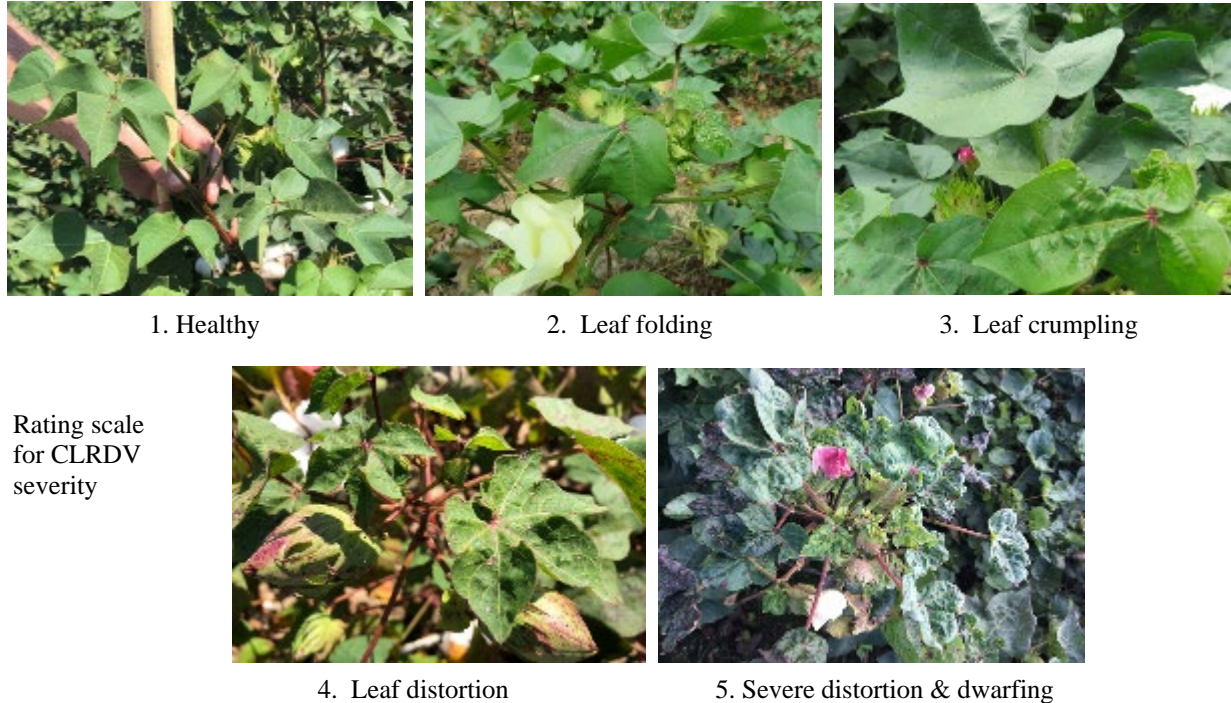 1. Healthy
2. Leaf folding
3. Leaf crumpling
Rating scale
for CLRDV
severity
4. Leaf distortion
5. Severe distortion & dwarfing